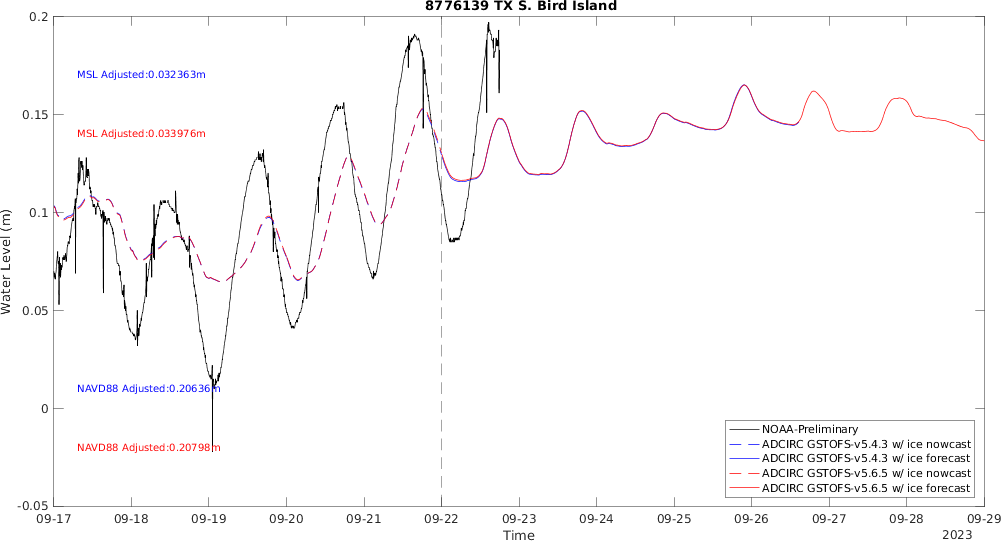 8776139 TX S. Bird Island
0.2
0.15
0.1
0.05
0
-0.05
Water Level (m)
MSL Adjusted:0.032363m
MSL Adjusted:0.033976m
NAVD88 Adjusted:0.20636m
NAVD88 Adjusted:0.20798m
NOAA-Preliminary
ADCIRC GSTOFS-v5.4.3 w/ ice nowcast
ADCIRC GSTOFS-v5.4.3 w/ ice forecast
ADCIRC GSTOFS-v5.6.5 w/ ice nowcast
ADCIRC GSTOFS-v5.6.5 w/ ice forecast
09-17 09-18 09-19 09-20 09-21 09-22 09-23 09-24 09-25 09-26 09-27 09-28 09-29
Time
2023